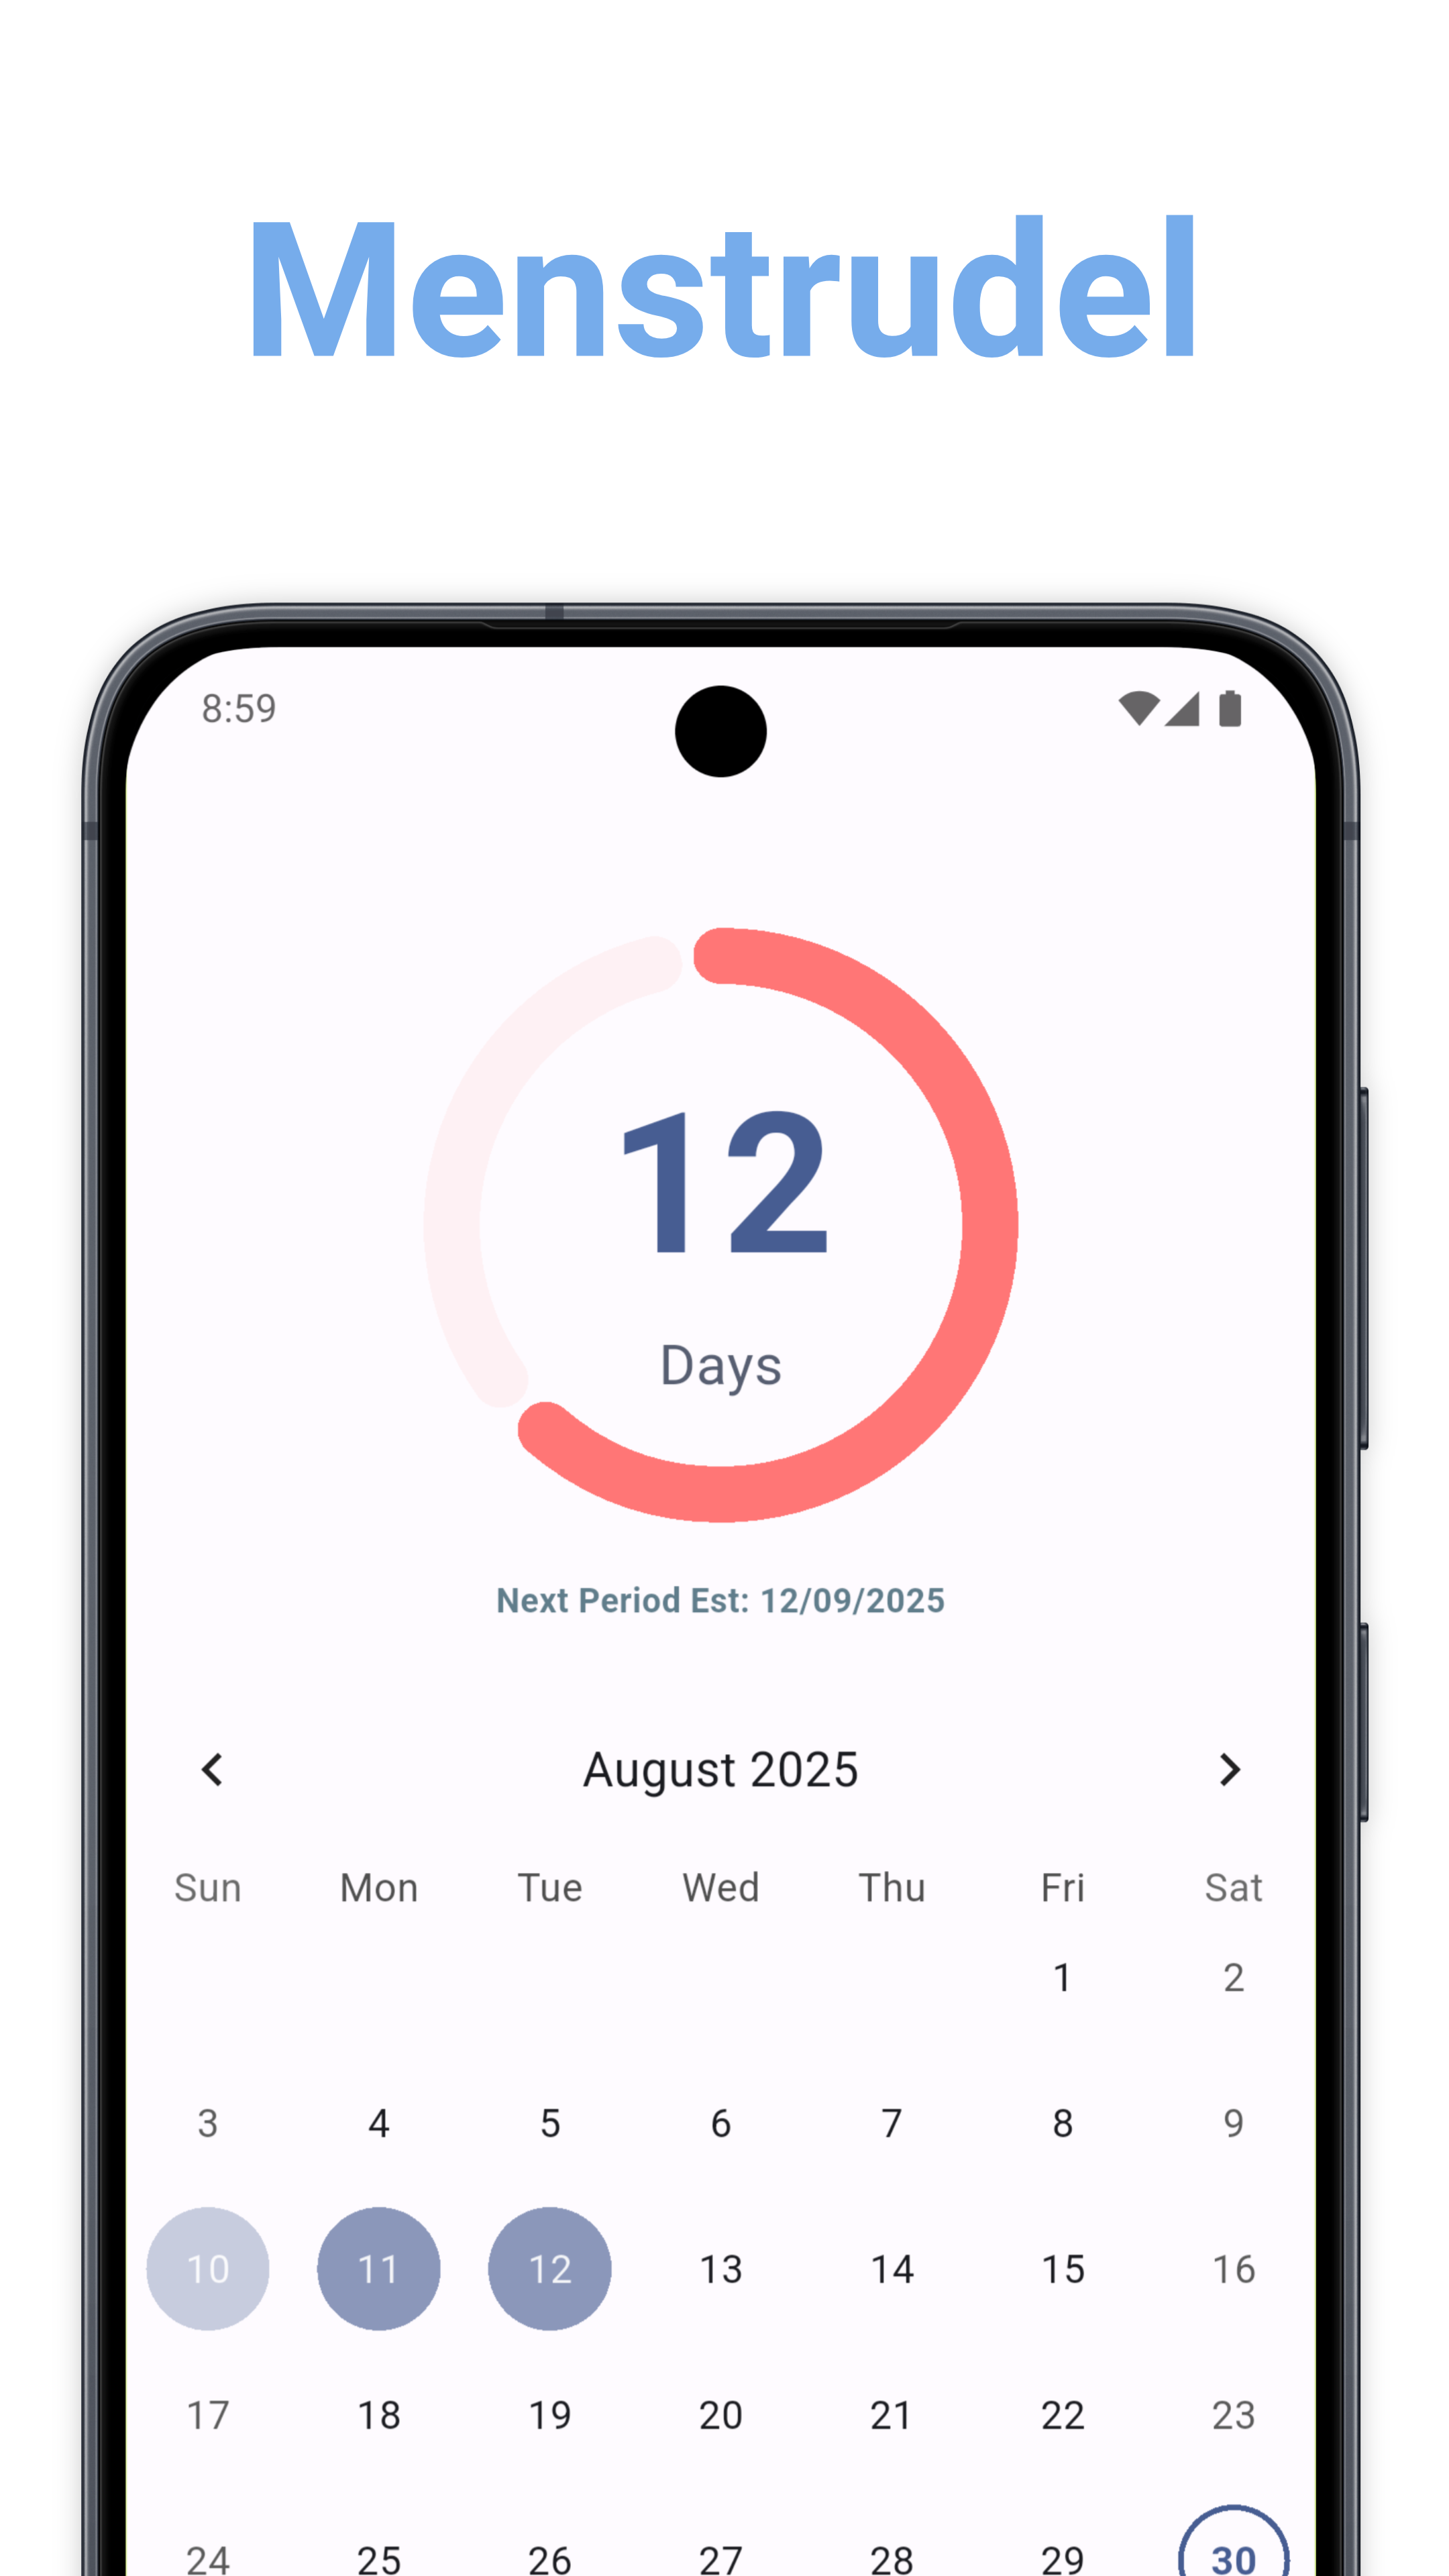 Menstrudel
8:59
12
Days
Next Period Est: 12/09/2025
August 2025
Sun Mon Tue Wed Thu Fri Sat
1 2
3 4 5 6 7 8 9
10 11 12 13 14 15 16
17 18 19 20 21 22 23
24 25 26 27 28 29 30